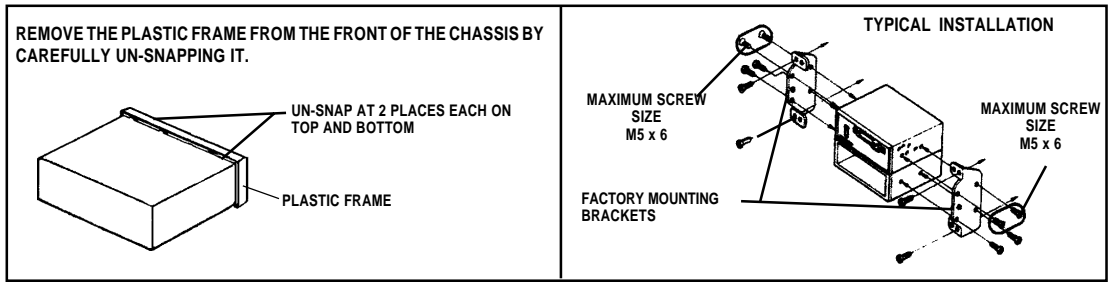 REMOVE THE PLASTIC FRAME FROM THE FRONT OF THE CHASSIS BY
CAREFULLY UN-SNAPPING IT.
UN-SNAP AT 2 PLACES EACH ON
TOP AND BOTTOM
PLASTIC FRAME
TYPICAL INSTALLATION
MAXIMUM SCREW
SIZE
M5 x 6
MAXIMUM SCREW
SIZE
M5 x 6
FACTORY MOUNTING
BRACKETS